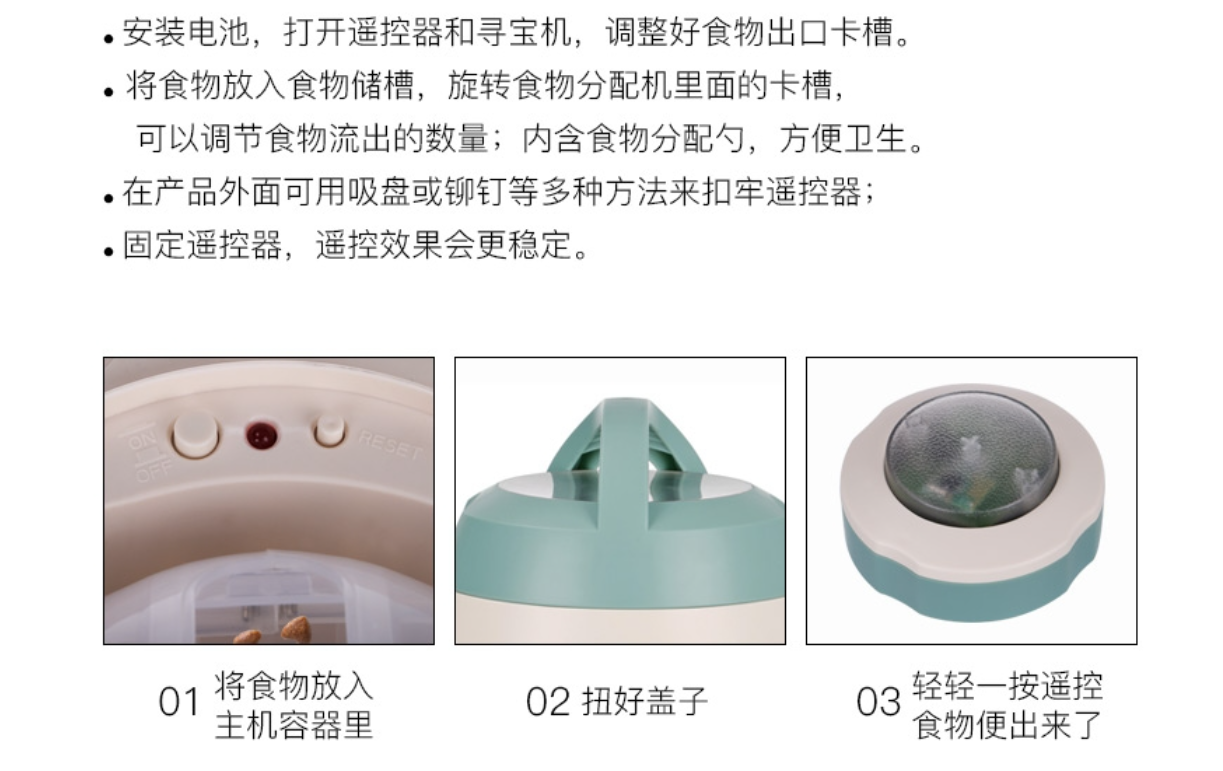 • 安装电池，打开遥控器和寻宝机，调整好食物出口卡槽。
• 将食物放入食物储槽，旋转食物分配机里面的卡槽，
可以调节食物流出的数量；内含食物分配勺，方便卫生。
• 在产品外面可用吸盘或铆钉等多种方法来扣牢遥控器；
• 固定遥控器，遥控效果会更稳定。
ON
OFF
RESET
01 将食物放入
主机容器里
02 扭好盖子
03 轻轻一按遥控
食物便出来了